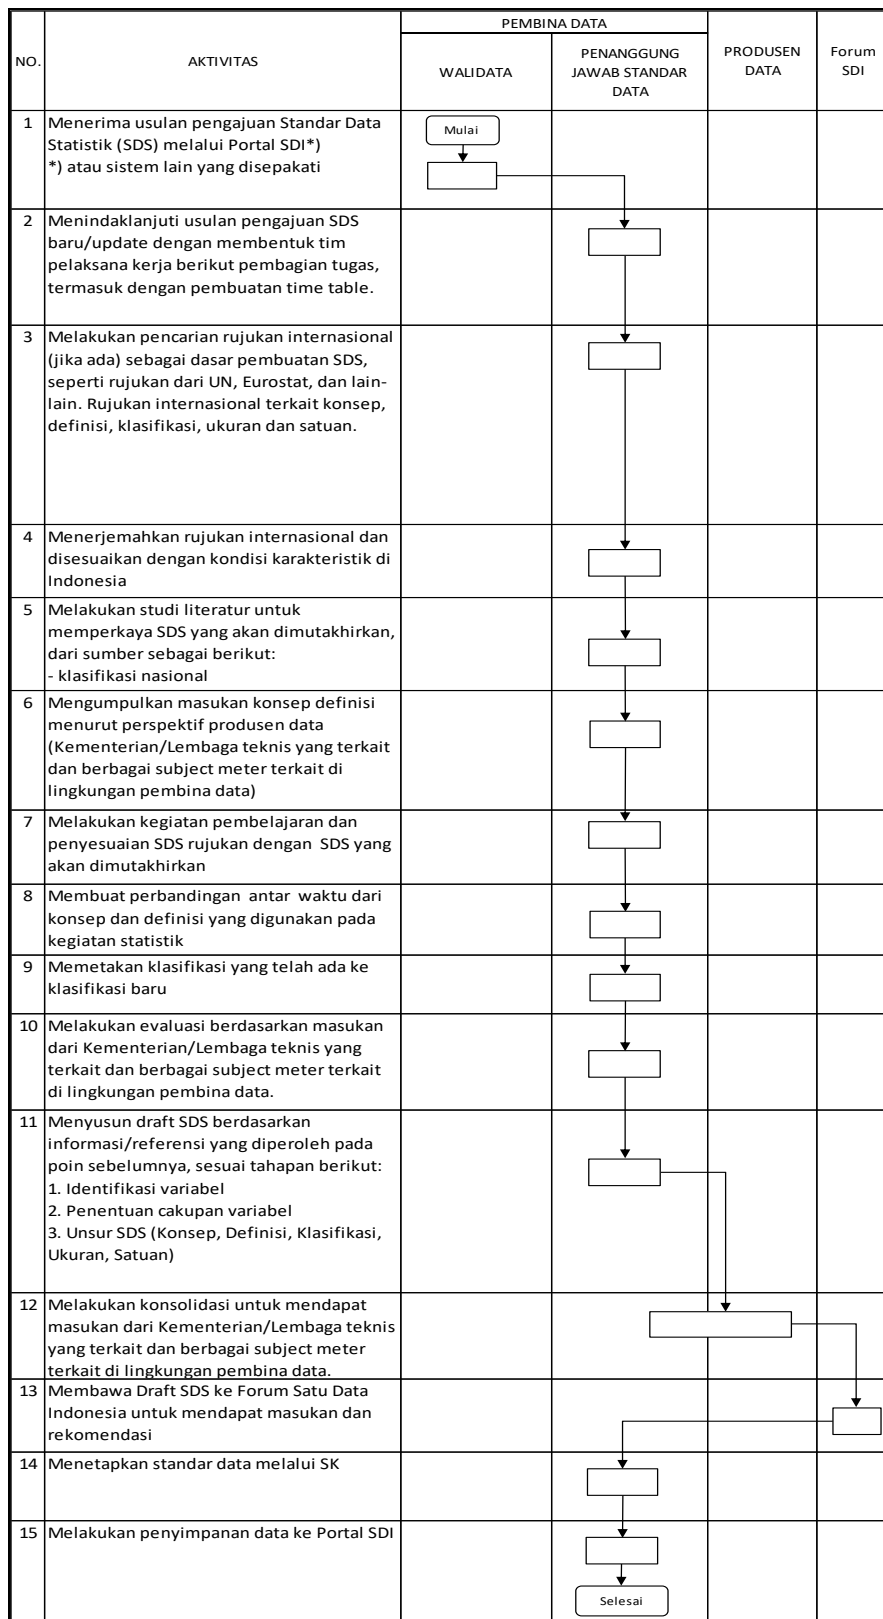 PEMBINA DATA
NO.
AKTIVITAS
WALIDATA
PENANGGUNG
JAWAB STANDAR
DATA
PRODUSEN
DATA
Forum
SDI
1
Menerima usulan pengajuan Standar Data
Statistik (SDS) melalui Portal SDI*)
*) atau sistem lain yang disepakati
Mulai
2
Menindaklanjuti usulan pengajuan SDS
baru/update dengan membentuk tim
pelaksana kerja berikut pembagian tugas,
termasuk dengan pembuatan time table.
3
Melakukan pencarian rujukan internasional
(jika ada) sebagai dasar pembuatan SDS,
seperti rujukan dari UN, Eurostat, dan lain-
lain. Rujukan internasional terkait konsep,
definisi, klasifikasi, ukuran dan satuan.
4
Menerjemahkan rujukan internasional dan
disesuaikan dengan kondisi karakteristik di
Indonesia
5
Melakukan studi literatur untuk
memperkaya SDS yang akan dimutakhirkan,
dari sumber sebagai berikut:
- klasifikasi nasional
6
Mengumpulkan masukan konsep definisi
menurut perspektif produsen data
(Kementerian/Lembaga teknis yang terkait
dan berbagai subject meter terkait di
lingkungan pembina data)
7
Melakukan kegiatan pembelajaran dan
penyesuaian SDS rujukan dengan  SDS yang
akan dimutakhirkan
8
Membuat perbandingan  antar  waktu dari
konsep dan definisi yang digunakan pada
kegiatan statistik
9
Memetakan klasifikasi yang telah ada ke
klasifikasi baru
10
Melakukan evaluasi berdasarkan masukan
dari Kementerian/Lembaga teknis yang
terkait dan berbagai subject meter terkait
di lingkungan pembina data.
11
Menyusun draft SDS berdasarkan
informasi/referensi yang diperoleh pada
poin sebelumnya, sesuai tahapan berikut:
1. Identifikasi variabel
2. Penentuan cakupan variabel
3. Unsur SDS (Konsep, Definisi, Klasifikasi,
Ukuran, Satuan)
12
Melakukan konsolidasi untuk mendapat
masukan dari Kementerian/Lembaga teknis
yang terkait dan berbagai subject meter
terkait di lingkungan pembina data.
13
Membawa Draft SDS ke Forum Satu Data
Indonesia untuk mendapat masukan dan
rekomendasi
14
Menetapkan standar data melalui SK
15
Melakukan penyimpanan data ke Portal SDI
Selesai